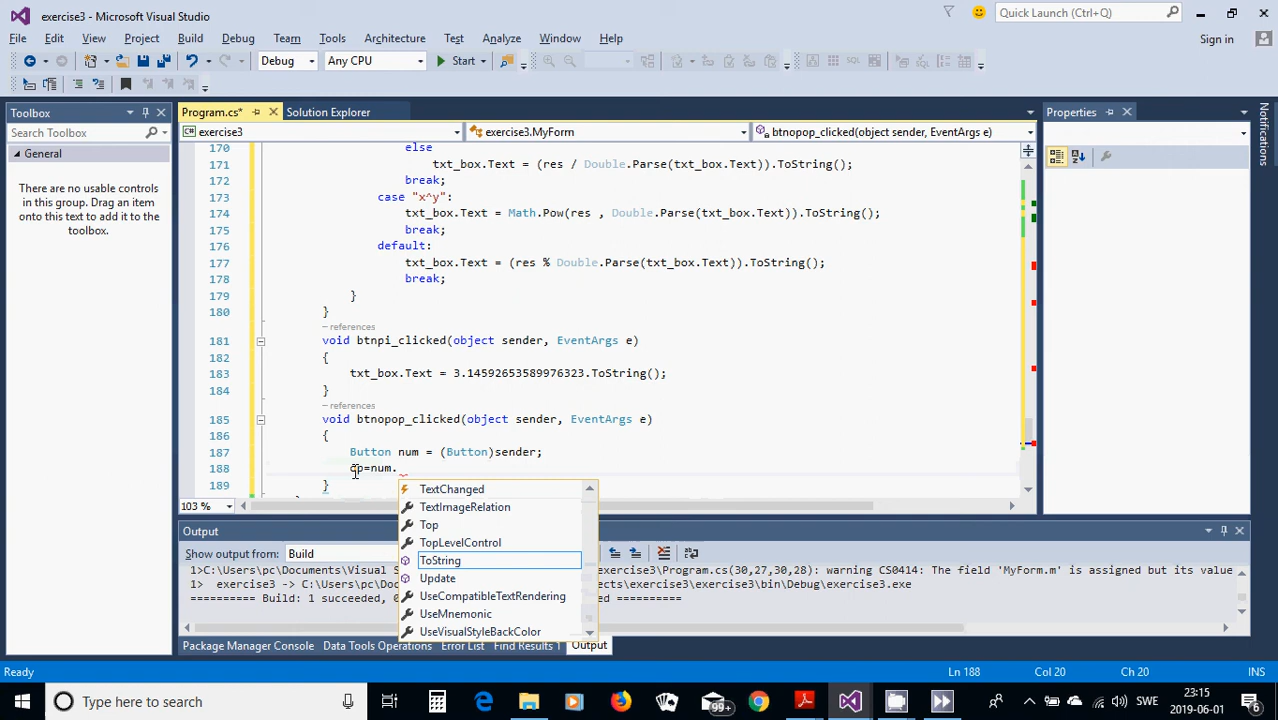 exercise3 - Microsoft Visual Studio
Quick Launch (Ctrl+Q)
File Edit View Project Build Debug Team Tools Architecture Test Analyze Window Help
Sign in
Debug Any CPU Start
Toolbox
Program.cs*
Solution Explorer
Properties
Search Toolbox
exercise3
exercise3.MyForm
btnopop_clicked(object sender, EventArgs e)
General
There are no usable controls
in this group. Drag an item
onto this text to add it to the
toolbox.
170 else
171 txt_box.Text = (res / Double.Parse(txt_box.Text)).ToString();
172 break;
173 case "x^y":
174 txt_box.Text = Math.Pow(res , Double.Parse(txt_box.Text)).ToString();
175 break;
176 default:
177 txt_box.Text = (res % Double.Parse(txt_box.Text)).ToString();
178 break;
179 }
180 }
– references
181 void btnpi_clicked(object sender, EventArgs e)
182 {
183 txt_box.Text = 3.14592653589976323.ToString();
184 }
– references
185 void btnopop_clicked(object sender, EventArgs e)
186 {
187 Button num = (Button)sender;
188 op=num.
189 }
TextChanged
TextImageRelation
Top
TopLevelControl
ToString
Update
UseCompatibleTextRendering
UseMnemonic
UseVisualStyleBackColor
103 %
Notifications
Output
Show output from: Build
1>C:\Users\pc\Documents\Visual S
exercise3\Program.cs(30,27,30,28): warning CS0414: The field 'MyForm.m' is assigned but its value
1> exercise3 -> C:\Users\pc\Doc
ects\exercise3\exercise3\bin\Debug\exercise3.exe
========== Build: 1 succeeded, 0
ed ==========
Package Manager Console Data Tools Operations Error List Find Results 1 Output
Ready
Ln 188 Col 20 Ch 20 INS
Type here to search
99+
SWE
23:15
2019-06-01
6